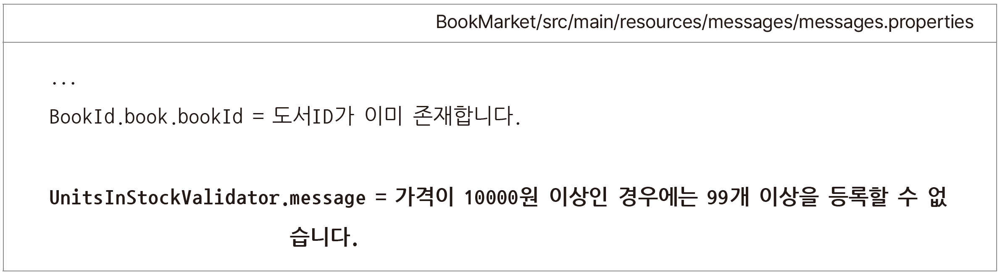 BookMarket/src/main/resources/messages/messages.properties
...
BookId.book.bookId = 도서ID가 이미 존재합니다.
UnitsInStockValidator.message = 가격이 10000원 이상인 경우에는 99개 이상을 등록할 수 없
습니다.